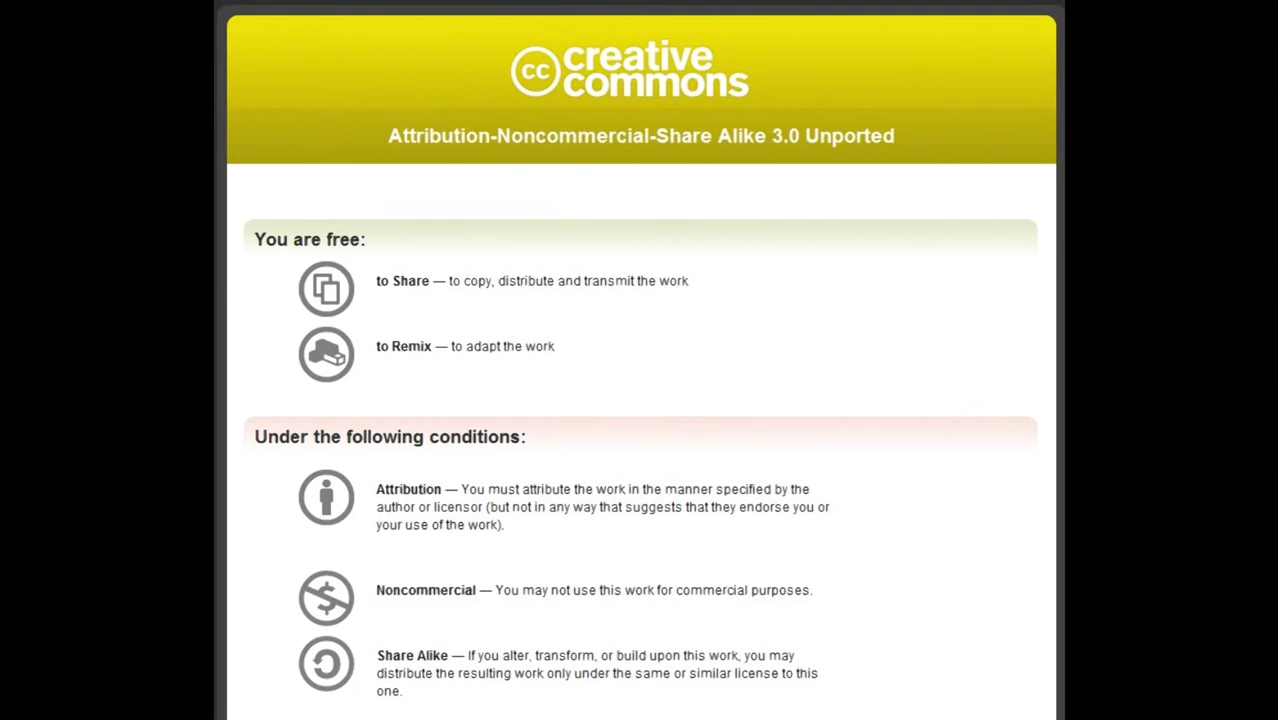 cc creative
commons
Attribution-Noncommercial-Share Alike 3.0 Unported
You are free:
to Share — to copy, distribute and transmit the work
to Remix — to adapt the work
Under the following conditions:
Attribution — You must attribute the work in the manner specified by the
author or licensor (but not in any way that suggests that they endorse you or
your use of the work).
$
Noncommercial — You may not use this work for commercial purposes.
Share Alike — If you alter, transform, or build upon this work, you may
distribute the resulting work only under the same or similar license to this
one.